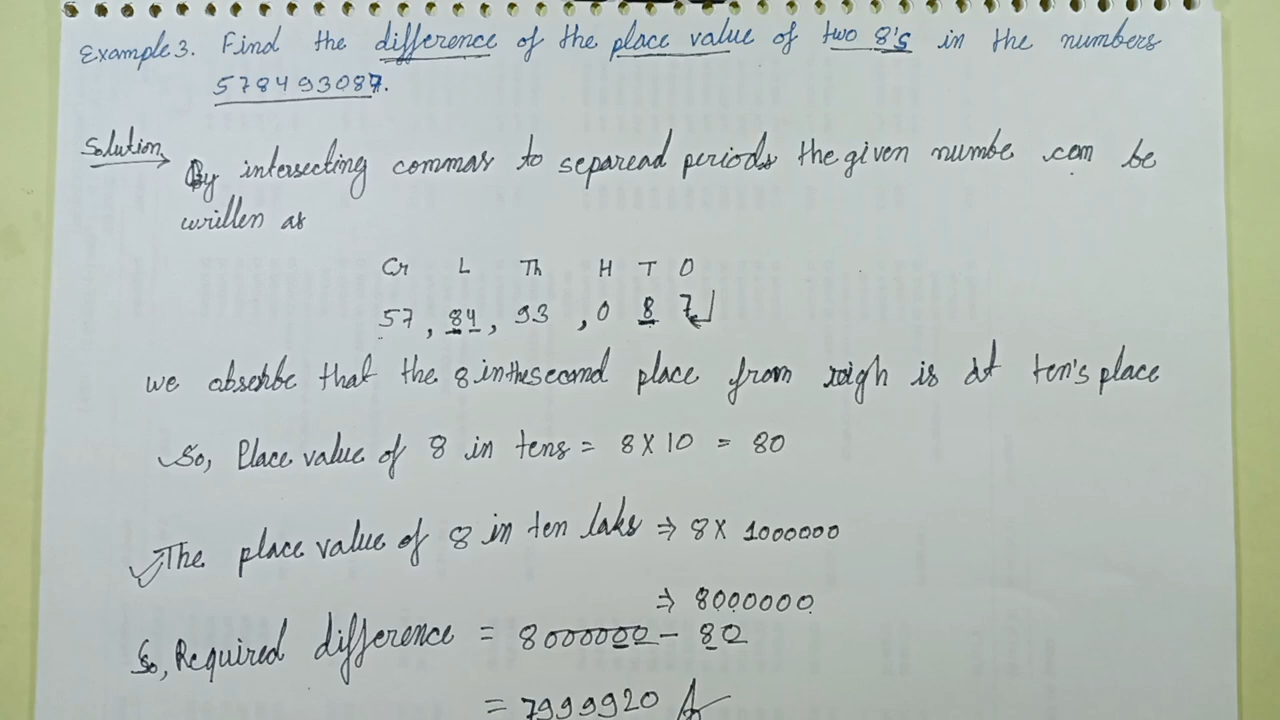 Example 3. Find the difference of the place value of two 8's in the numbers
578493087.
Solution
By intersecting commas to separead periods the given numbe can be
writlen as
Cr L Th H T O
57, 84, 93, 0 8 7
we abserbe that the 8 in the second place from roigh is at ten's place
So, Place value of 8 in tens = 8 X 10 = 80
The place value of 8 in ten laks ⇒ 8 X 1000000
⇒ 8000000
So, Required difference = 8000000 - 80
= 7999920